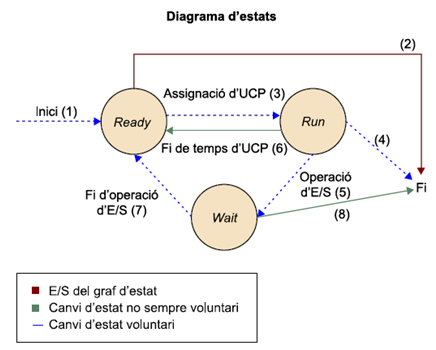 Diagrama d'estats
(2)
Inici (1)
Assignació d'UCP (3)
Ready
Run
(4)
Fi de temps d'UCP (6)
Fi d'operació
d'E/S (7)
Operació
d'E/S (5)
Fi
Wait
(8)
E/S del graf d'estat
Canvi d'estat no sempre voluntari
Canvi d'estat voluntari